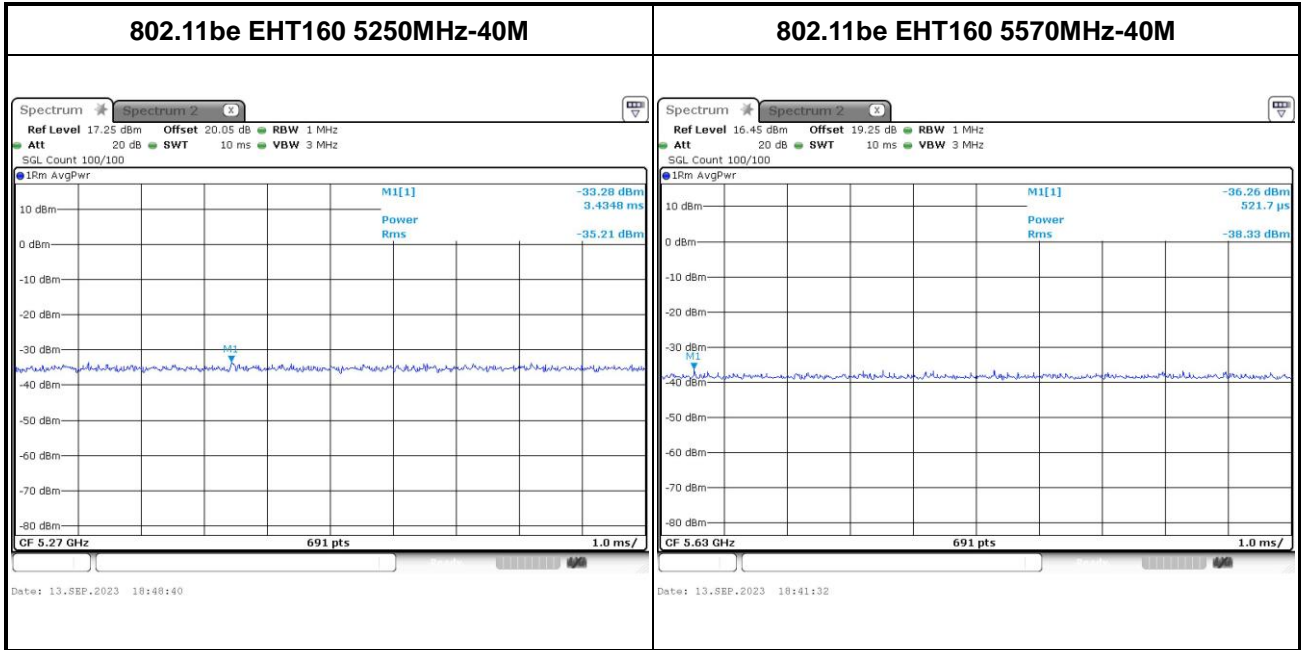 802.11be EHT160 5250MHz-40M
Spectrum
Spectrum 2 X
Ref Level 17.25 dBm Offset 20.05 dB RBW 1 MHz
Att 20 dB SWT 10 ms VBW 3 MHz
SGL Count 100/100
1Rm AvgPwr
M1[1] -33.28 dBm
3.4348 ms
Power
Rms -35.21 dBm
10 dBm
0 dBm
-10 dBm
-20 dBm
-30 dBm
M1
-40 dBm
-50 dBm
-60 dBm
-70 dBm
-80 dBm
CF 5.27 GHz 691 pts 1.0 ms/
Date: 13.SEP.2023 18:48:40
802.11be EHT160 5570MHz-40M
Spectrum
Spectrum 2 X
Ref Level 16.45 dBm Offset 19.25 dB RBW 1 MHz
Att 20 dB SWT 10 ms VBW 3 MHz
SGL Count 100/100
1Rm AvgPwr
M1[1] -36.26 dBm
521.7 µs
Power
Rms -38.33 dBm
10 dBm
0 dBm
-10 dBm
-20 dBm
-30 dBm
M1
-40 dBm
-50 dBm
-60 dBm
-70 dBm
-80 dBm
CF 5.63 GHz 691 pts 1.0 ms/
Date: 13.SEP.2023 18:41:32